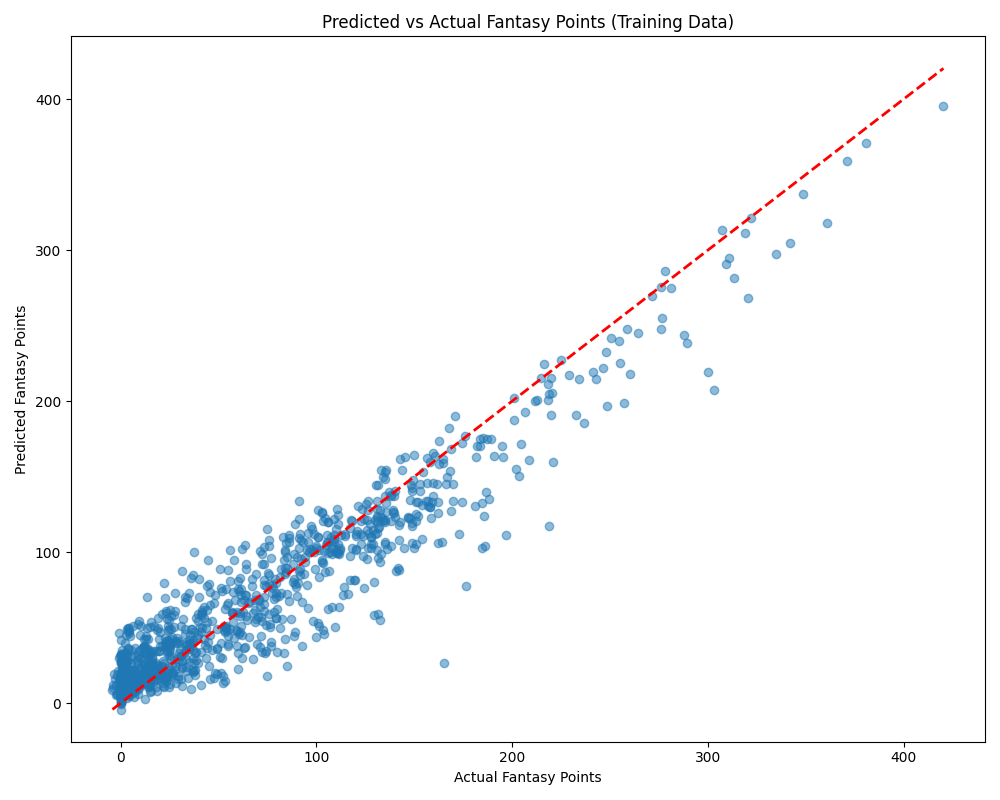 Predicted vs Actual Fantasy Points (Training Data)
400
300
200
100
0
Predicted Fantasy Points
0 100 200 300 400
Actual Fantasy Points